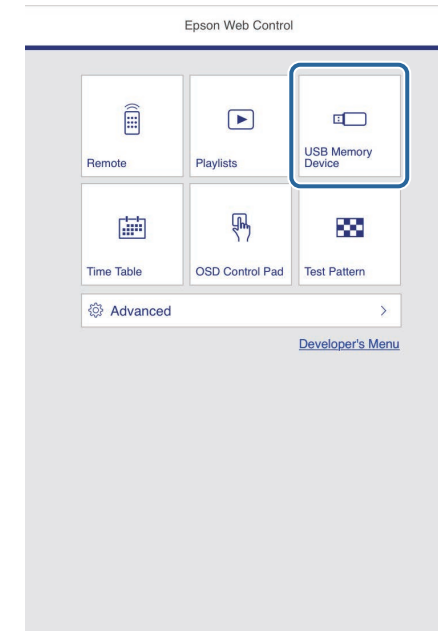 Epson Web Control
Remote
Playlists
USB Memory
Device
Time Table
OSD Control Pad
Test Pattern
Advanced
Developer's Menu